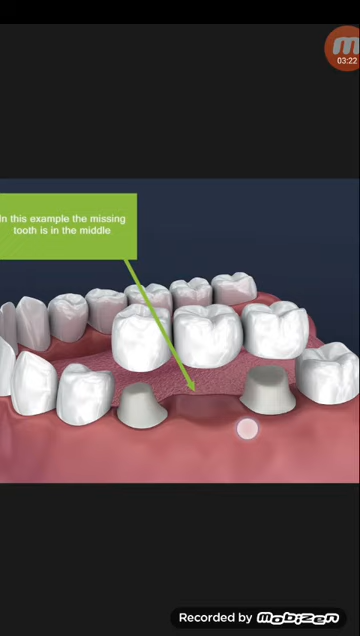 03:22
In this example the missing
tooth is in the middle
Recorded by Mobizen